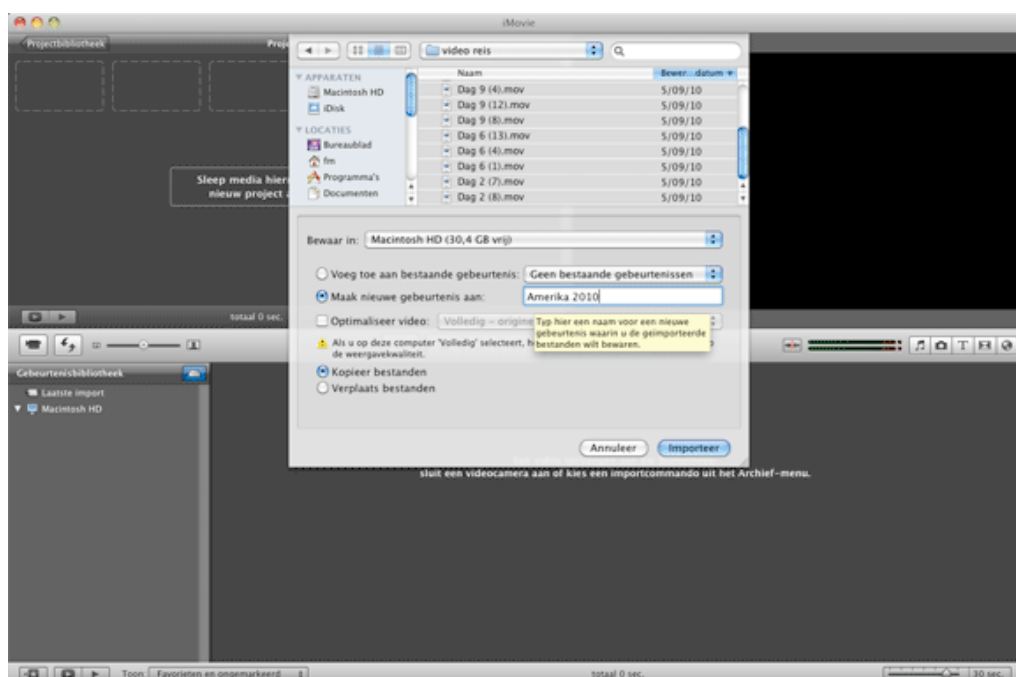 iMovie
Projectbibliotheek
Proje
video reis
Naam
Bewer...datum
APPARATEN
Macintosh HD
iDisk
LOCATIES
Bureaublad
fm
Programma's
Documenten
Dag 9 (4).mov 5/09/10
Dag 9 (12).mov 5/09/10
Dag 9 (8).mov 5/09/10
Dag 6 (13).mov 5/09/10
Dag 6 (4).mov 5/09/10
Dag 6 (1).mov 5/09/10
Dag 2 (7).mov 5/09/10
Dag 2 (8).mov 5/09/10
Sleep media hier
nieuw project a
Bewaar in: Macintosh HD (30,4 GB vrij)
Voeg toe aan bestaande gebeurtenis: Geen bestaande gebeurtenissen
Maak nieuwe gebeurtenis aan: Amerika 2010
Optimaliseer video: Volledig – origine
Typ hier een naam voor een nieuwe
gebeurtenis waarin u de geïmporteerde
bestanden wilt bewaren.
Als u op deze computer 'Volledig' selecteert, h
de weergavekwaliteit.
Kopieer bestanden
Verplaats bestanden
Annuleer
Importeer
totaal 0 sec.
Gebeurtenisbibliotheek
Laatste import
Macintosh HD
sluit een videocamera aan of kies een importcommando uit het Archief-menu.
Toon: Favorieten en ongemarkeerd
totaal 0 sec.
30 sec.